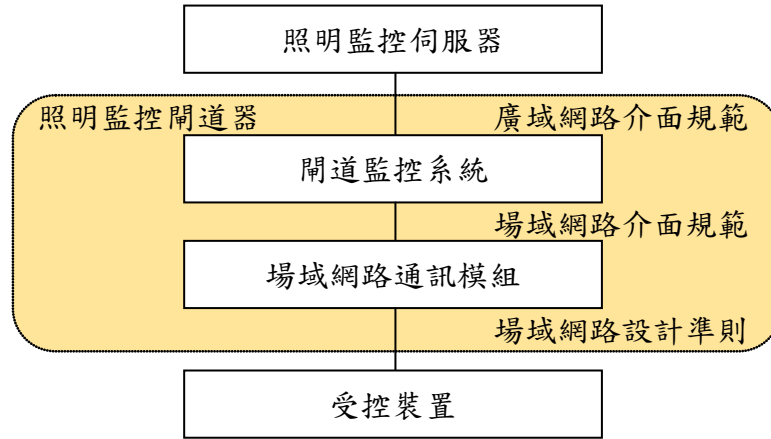 照明監控伺服器
照明監控閘道器
廣域網路介面規範
閘道監控系統
場域網路介面規範
場域網路通訊模組
場域網路設計準則
受控裝置